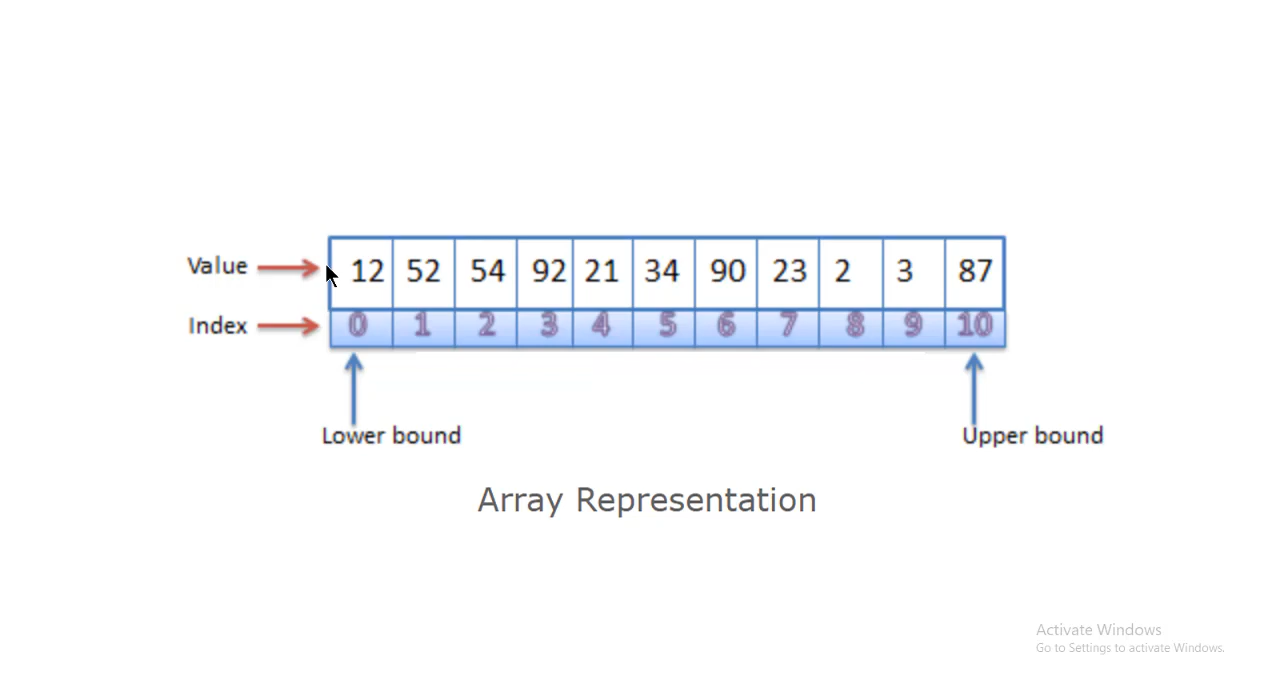 Value 12 52 54 92 21 34 90 23 2 3 87
Index 0 1 2 3 4 5 6 7 8 9 10
Lower bound Upper bound
Array Representation
Activate Windows
Go to Settings to activate Windows.